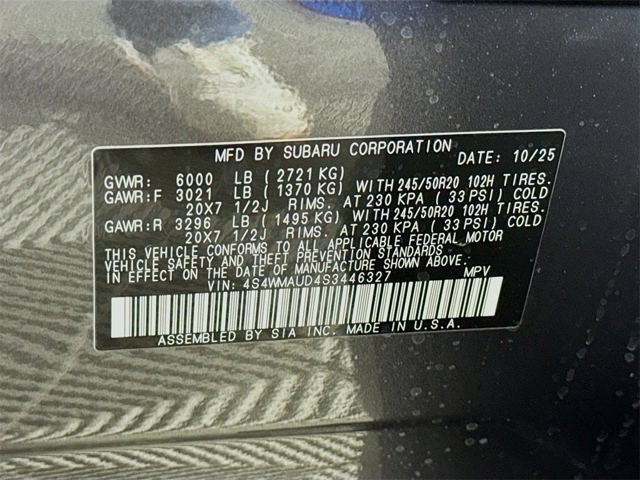 MFD BY SUBARU CORPORATION DATE: 10/25
GVWR: 6000 LB ( 2721 KG)
GAWR:F 3021 LB ( 1370 KG) WITH 245/50R20 102H TIRES.
20X7 1/2J RIMS. AT 230 KPA ( 33 PSI) COLD
GAWR:R 3296 LB ( 1495 KG) WITH 245/50R20 102H TIRES.
20X7 1/2J RIMS. AT 230 KPA ( 33 PSI) COLD
THIS VEHICLE CONFORMS TO ALL APPLICABLE FEDERAL MOTOR
VEHICLE SAFETY AND THEFT PREVENTION STANDARDS
IN EFFECT ON THE DATE OF MANUFACTURE SHOWN ABOVE.
VIN: 4S4WMAUD4S3446327 MPV
ASSEMBLED BY SIA INC. MADE IN U.S.A.